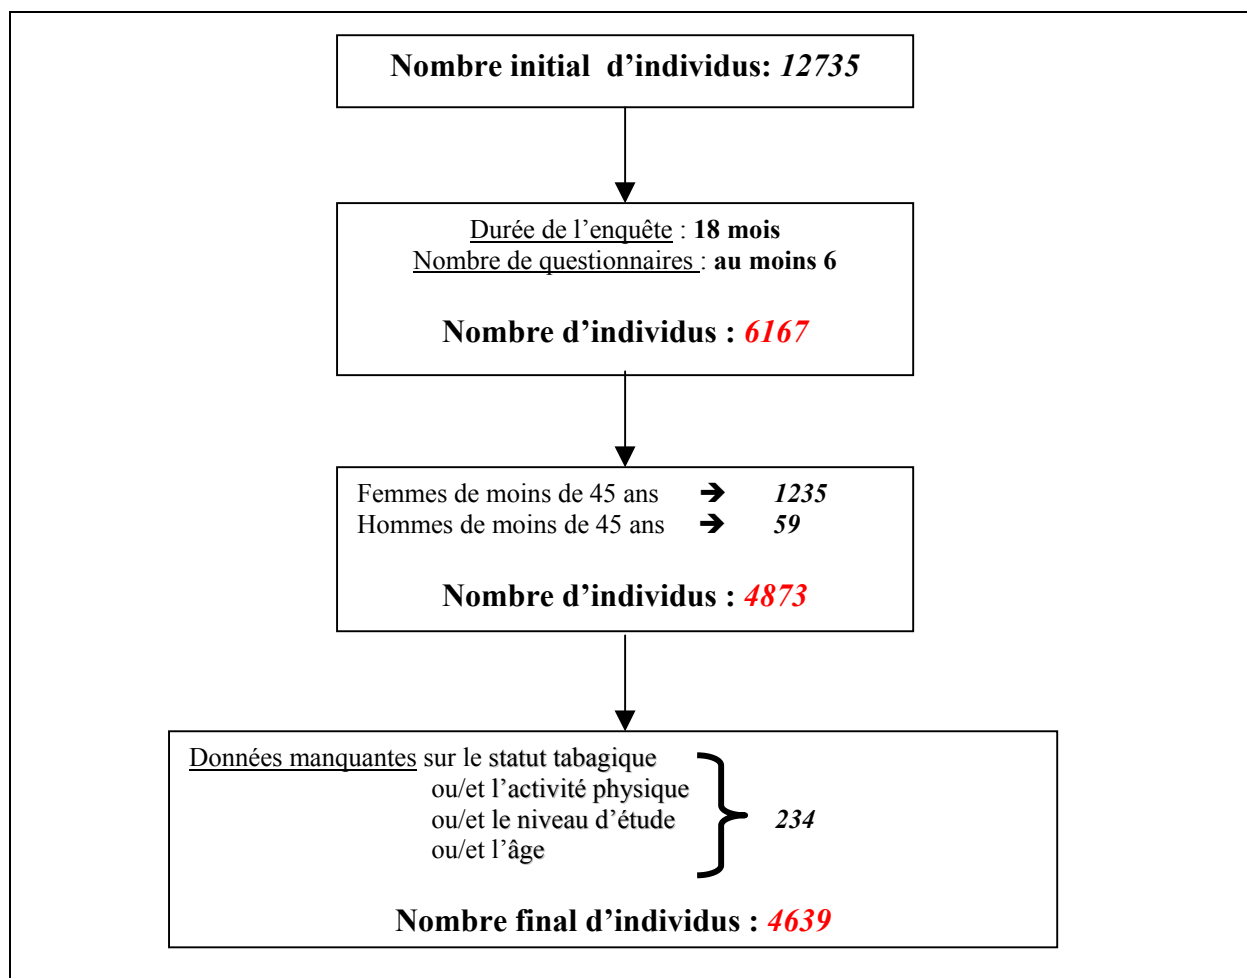 Nombre initial d’individus: 12735
Durée de l’enquête : 18 mois
Nombre de questionnaires : au moins 6
Nombre d’individus : 6167
Femmes de moins de 45 ans ➔ 1235
Hommes de moins de 45 ans ➔ 59
Nombre d’individus : 4873
Données manquantes sur le statut tabagique
ou/et l’activité physique
ou/et le niveau d’étude 234
ou/et l’âge
Nombre final d’individus : 4639